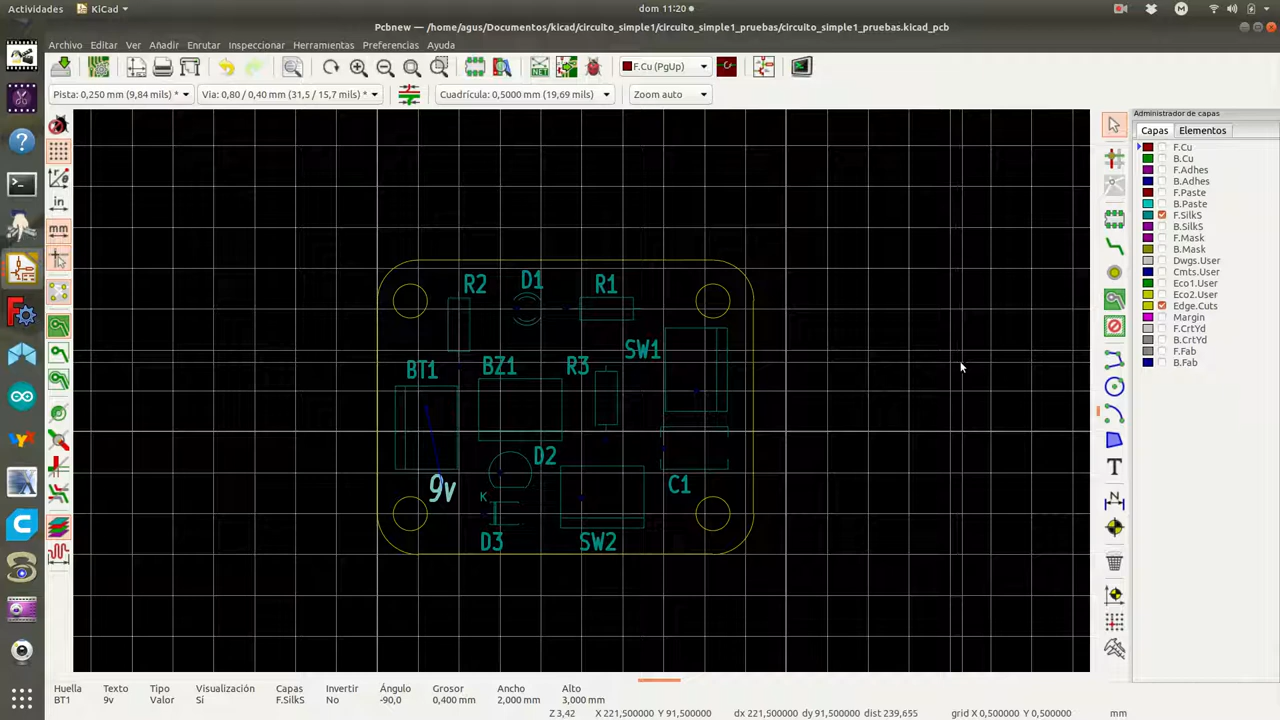 Actividades
KiCad
dom 11:20
Pcbnew — /home/agus/Documentos/kicad/circuito_simple1/circuito_simple1_pruebas/circuito_simple1_pruebas.kicad_pcb
Archivo Editar Ver Añadir Enrutar Inspeccionar Herramientas Preferencias Ayuda
NET
F.Cu (PgUp)
Pista: 0,250 mm (9,84 mils) *
Via: 0,80 / 0,40 mm (31,5 / 15,7 mils) *
Cuadrícula: 0,5000 mm (19,69 mils)
Zoom auto
in
mm
Administrador de capas
Capas Elementos
F.Cu
B.Cu
F.Adhes
B.Adhes
F.Paste
B.Paste
F.SilkS
B.SilkS
F.Mask
B.Mask
Dwgs.User
Cmts.User
Eco1.User
Eco2.User
Edge.Cuts
Margin
F.CrtYd
B.CrtYd
F.Fab
B.Fab
R2 D1 R1
SW1
BT1 BZ1 R3
D2
9v K C1
D3 SW2
Huella Texto Tipo Visualización Capas Invertir Ángulo Grosor Ancho Alto
BT1 9v Valor Sí F.SilkS No -90,0 0,400 mm 2,000 mm 3,000 mm
Z 3,42 X 221,500000 Y 91,500000 dx 221,500000 dy 91,500000 dist 239,655 grid X 0,500000 Y 0,500000 mm